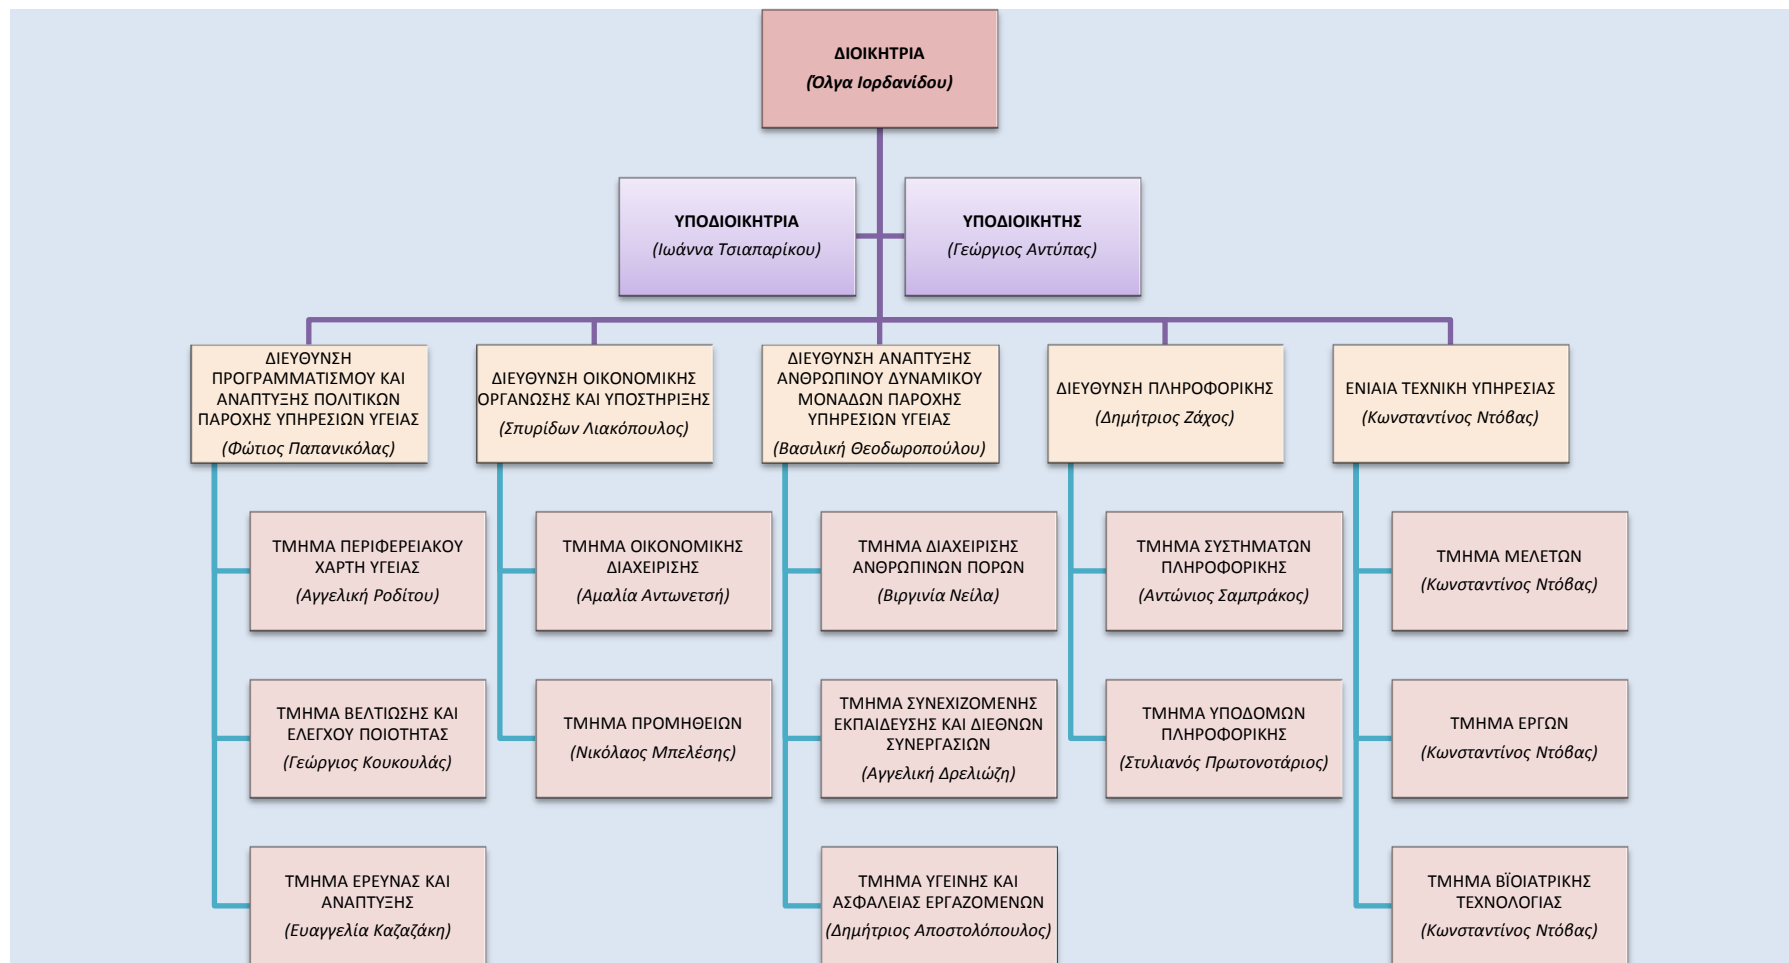 ΔΙΟΙΚΗΤΡΙΑ
(Όλγα Ιορδανίδου)
ΥΠΟΔΙΟΙΚΗΤΡΙΑ
(Ιωάννα Τσιαπαρίκου)
ΥΠΟΔΙΟΙΚΗΤΗΣ
(Γεώργιος Αντύπας)
ΔΙΕΥΘΥΝΣΗ
ΠΡΟΓΡΑΜΜΑΤΙΣΜΟΥ ΚΑΙ
ΑΝΑΠΤΥΞΗΣ ΠΟΛΙΤΙΚΩΝ
ΠΑΡΟΧΗΣ ΥΠΗΡΕΣΙΩΝ ΥΓΕΙΑΣ
(Φώτιος Παπανικόλας)
ΔΙΕΥΘΥΝΣΗ ΟΙΚΟΝΟΜΙΚΗΣ
ΟΡΓΑΝΩΣΗΣ ΚΑΙ ΥΠΟΣΤΗΡΙΞΗΣ
(Σπυρίδων Λιακόπουλος)
ΔΙΕΥΘΥΝΣΗ ΑΝΑΠΤΥΞΗΣ
ΑΝΘΡΩΠΙΝΟΥ ΔΥΝΑΜΙΚΟΥ
ΜΟΝΑΔΩΝ ΠΑΡΟΧΗΣ
ΥΠΗΡΕΣΙΩΝ ΥΓΕΙΑΣ
(Βασιλική Θεοδωροπούλου)
ΔΙΕΥΘΥΝΣΗ ΠΛΗΡΟΦΟΡΙΚΗΣ
(Δημήτριος Ζάχος)
ΕΝΙΑΙΑ ΤΕΧΝΙΚΗ ΥΠΗΡΕΣΙΑΣ
(Κωνσταντίνος Ντόβας)
ΤΜΗΜΑ ΠΕΡΙΦΕΡΕΙΑΚΟΥ
ΧΑΡΤΗ ΥΓΕΙΑΣ
(Αγγελική Ροδίτου)
ΤΜΗΜΑ ΟΙΚΟΝΟΜΙΚΗΣ
ΔΙΑΧΕΙΡΙΣΗΣ
(Αμαλία Αντωνετσή)
ΤΜΗΜΑ ΔΙΑΧΕΙΡΙΣΗΣ
ΑΝΘΡΩΠΙΝΩΝ ΠΟΡΩΝ
(Βιργινία Νείλα)
ΤΜΗΜΑ ΣΥΣΤΗΜΑΤΩΝ
ΠΛΗΡΟΦΟΡΙΚΗΣ
(Αντώνιος Σαμπράκος)
ΤΜΗΜΑ ΜΕΛΕΤΩΝ
(Κωνσταντίνος Ντόβας)
ΤΜΗΜΑ ΒΕΛΤΙΩΣΗΣ ΚΑΙ
ΕΛΕΓΧΟΥ ΠΟΙΟΤΗΤΑΣ
(Γεώργιος Κουκουλάς)
ΤΜΗΜΑ ΠΡΟΜΗΘΕΙΩΝ
(Νικόλαος Μπελέσης)
ΤΜΗΜΑ ΣΥΝΕΧΙΖΟΜΕΝΗΣ
ΕΚΠΑΙΔΕΥΣΗΣ ΚΑΙ ΔΙΕΘΝΩΝ
ΣΥΝΕΡΓΑΣΙΩΝ
(Αγγελική Δρελιώζη)
ΤΜΗΜΑ ΥΠΟΔΟΜΩΝ
ΠΛΗΡΟΦΟΡΙΚΗΣ
(Στυλιανός Πρωτονοτάριος)
ΤΜΗΜΑ ΕΡΓΩΝ
(Κωνσταντίνος Ντόβας)
ΤΜΗΜΑ ΕΡΕΥΝΑΣ ΚΑΙ
ΑΝΑΠΤΥΞΗΣ
(Ευαγγελία Καζαζάκη)
ΤΜΗΜΑ ΥΓΕΙΝΗΣ ΚΑΙ
ΑΣΦΑΛΕΙΑΣ ΕΡΓΑΖΟΜΕΝΩΝ
(Δημήτριος Αποστολόπουλος)
ΤΜΗΜΑ ΒΪΟΙΑΤΡΙΚΗΣ
ΤΕΧΝΟΛΟΓΙΑΣ
(Κωνσταντίνος Ντόβας)